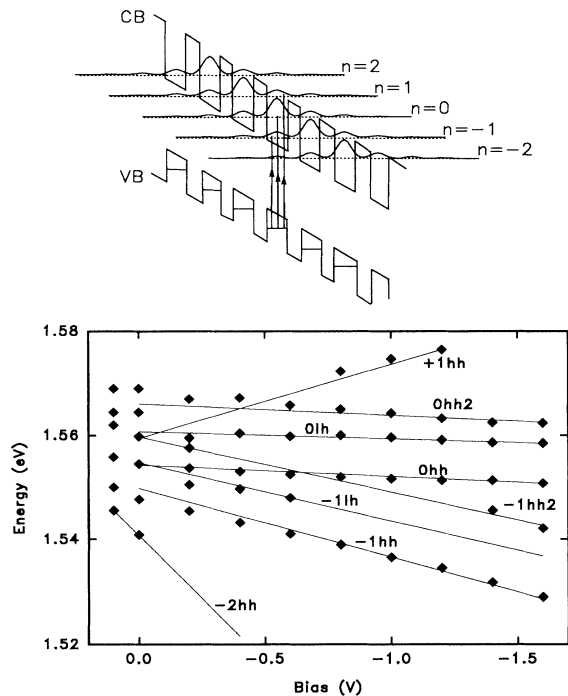 CB
n=2
n=1
n=0
n=−1
n=−2
VB
1.58
1.56
1.54
1.52
Energy (eV)
+1hh
0hh2
0lh
0hh
−1lh
−1hh2
−1hh
−2hh
0.0
−0.5
−1.0
−1.5
Bias (V)